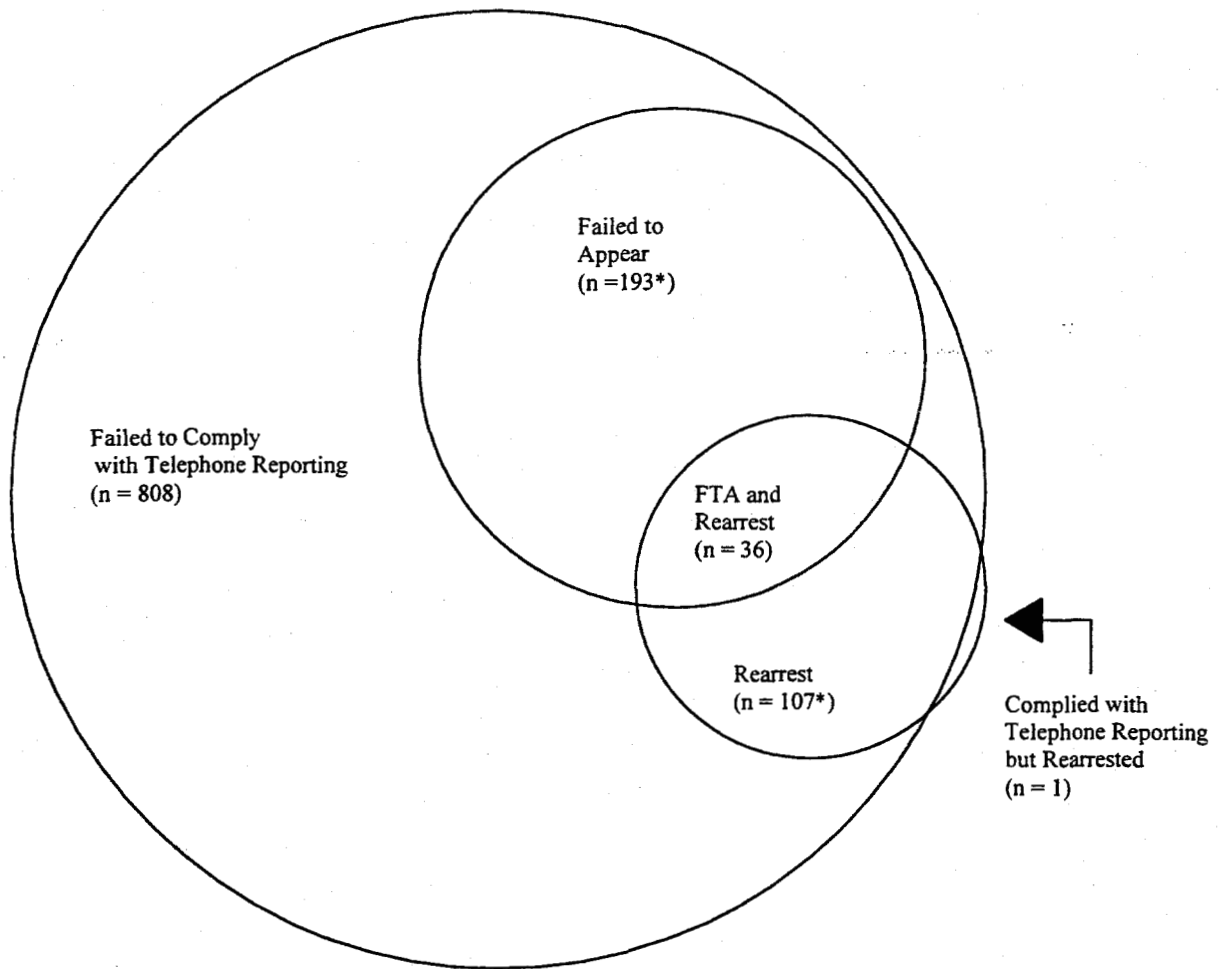 Failed to
Appear
(n =193*)
Failed to Comply
with Telephone Reporting
(n = 808)
FTA and
Rearrest
(n = 36)
Rearrest
(n = 107*)
Complied with
Telephone Reporting
but Rearrested
(n = 1)